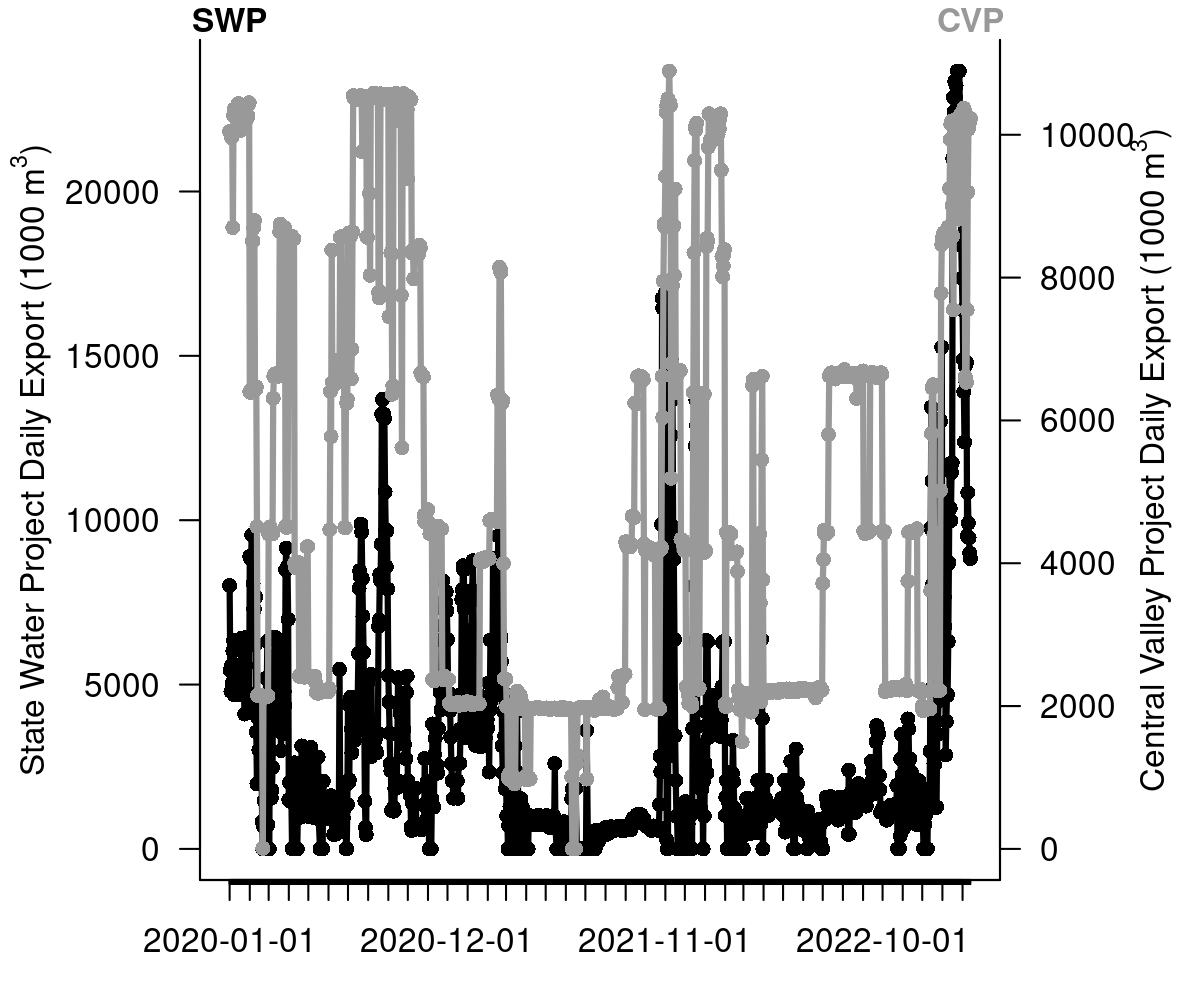 SWP
CVP
State Water Project Daily Export (1000 m³)
20000
15000
10000
5000
0
10000
8000
6000
4000
2000
0
Central Valley Project Daily Export (1000 m³)
2020-01-01 2020-12-01 2021-11-01 2022-10-01